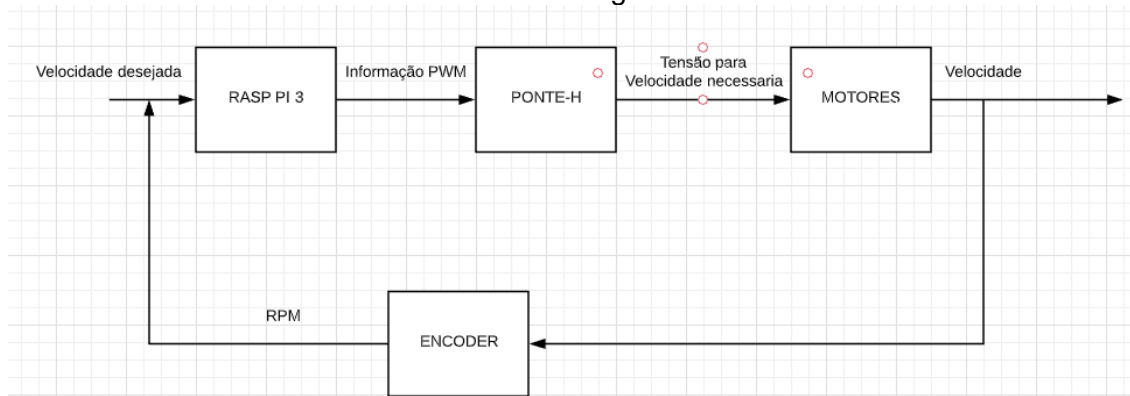 Velocidade desejada
RASP PI 3
Informação PWM
PONTE-H
Tensão para
Velocidade necessaria
MOTORES
Velocidade
RPM
ENCODER